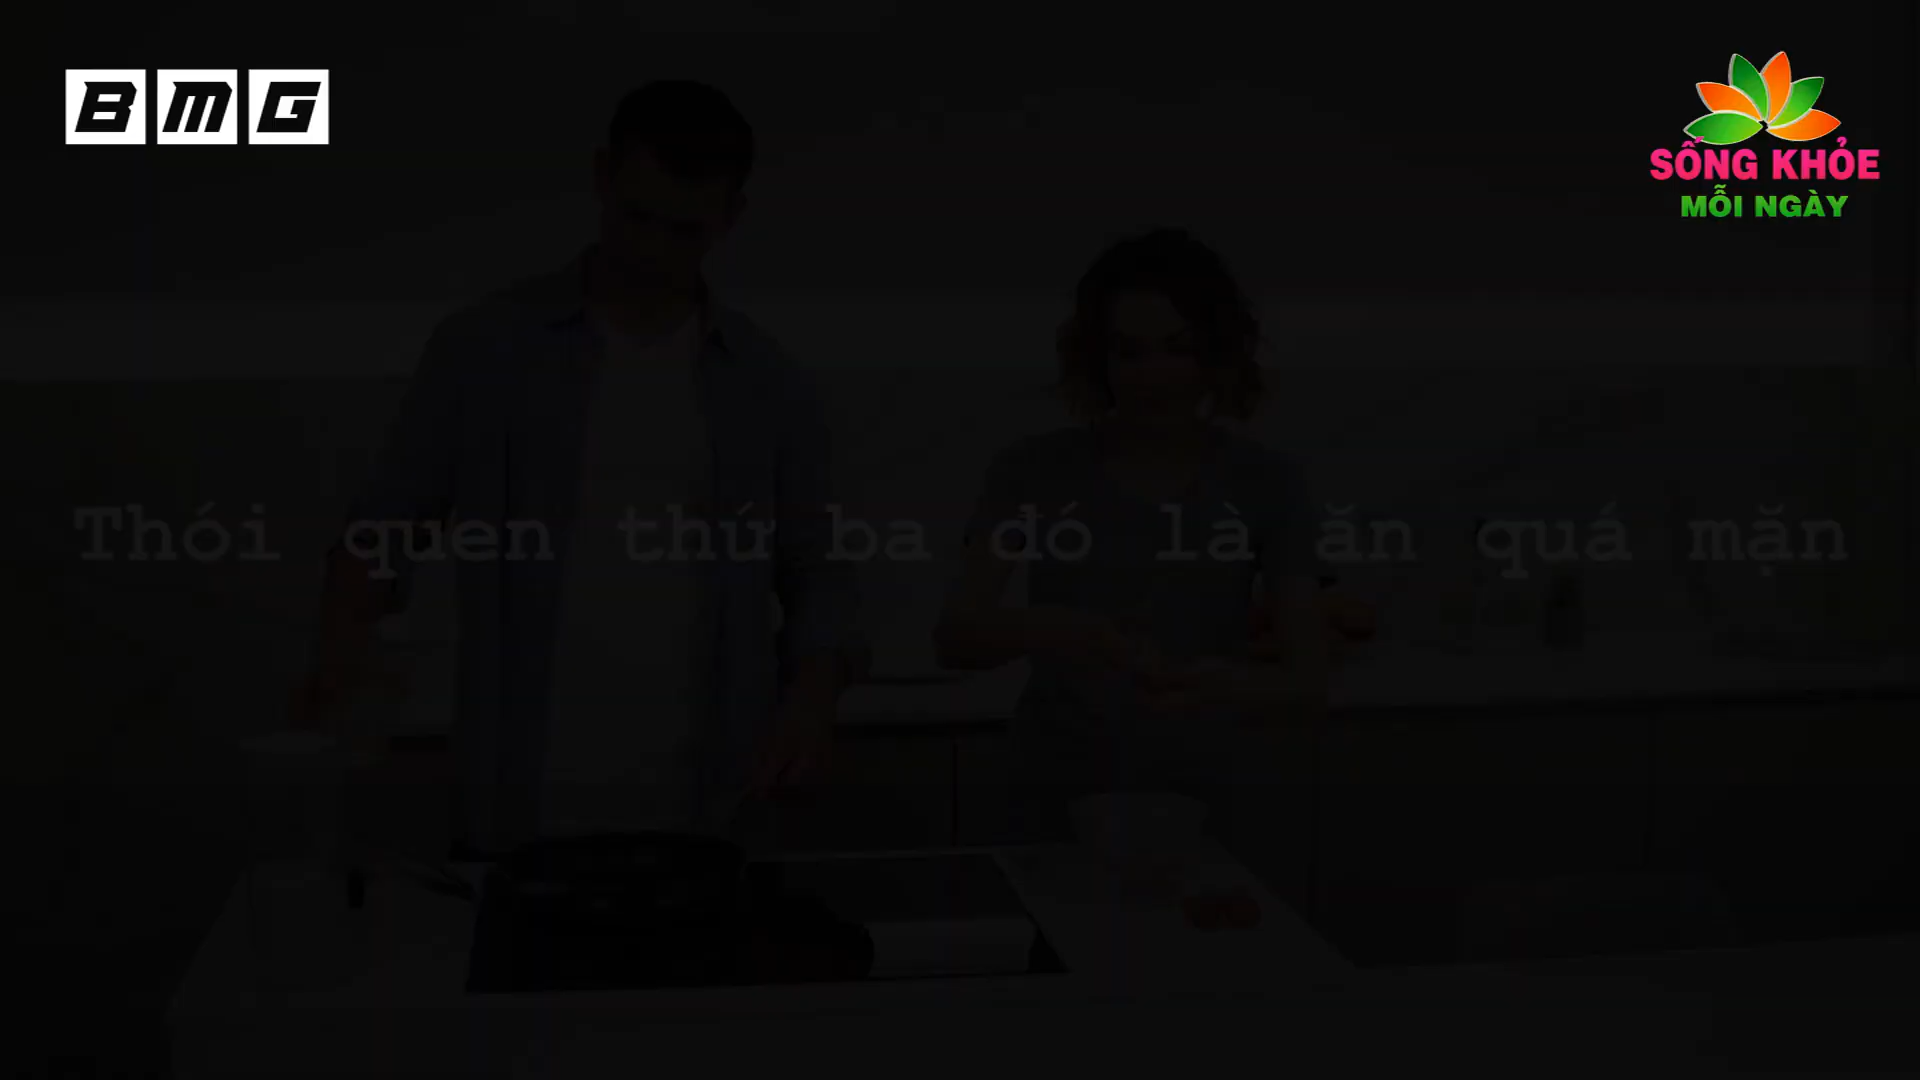 BMG
SỐNG KHỎE
MỖI NGÀY
Thói quen thứ ba đó là ăn quá mặn